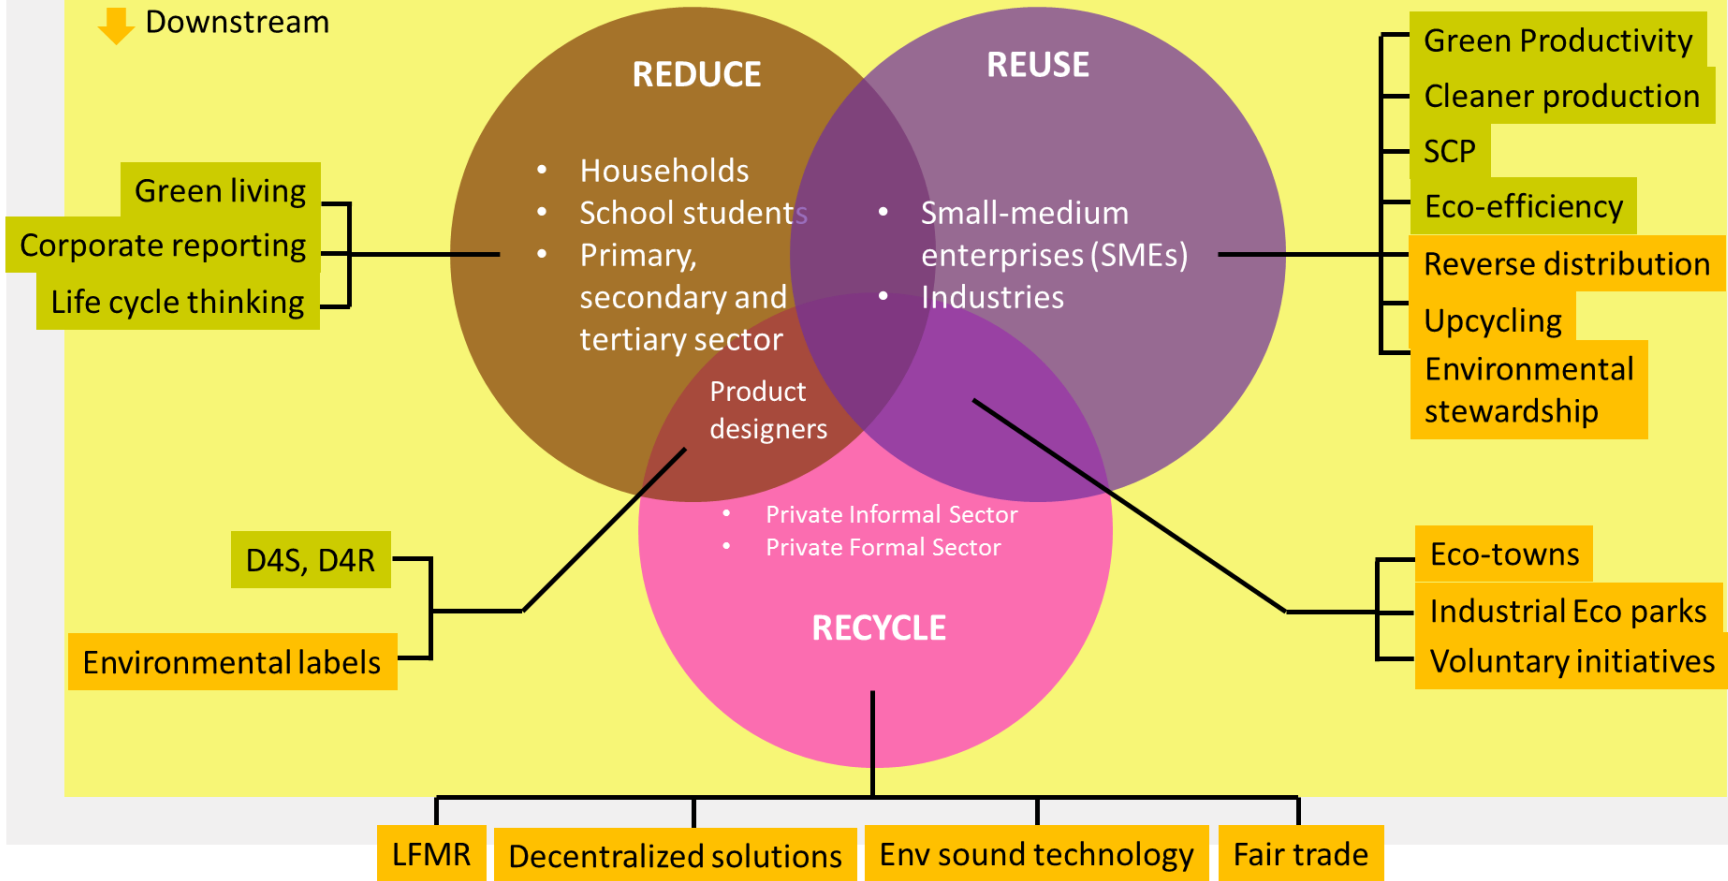 Downstream
REDUCE
REUSE
• Households
• School students
• Primary,
secondary and
tertiary sector
• Small-medium
enterprises (SMEs)
• Industries
Product
designers
• Private Informal Sector
• Private Formal Sector
RECYCLE
Green living
Corporate reporting
Life cycle thinking
D4S, D4R
Environmental labels
Green Productivity
Cleaner production
SCP
Eco-efficiency
Reverse distribution
Upcycling
Environmental
stewardship
Eco-towns
Industrial Eco parks
Voluntary initiatives
LFMR
Decentralized solutions
Env sound technology
Fair trade